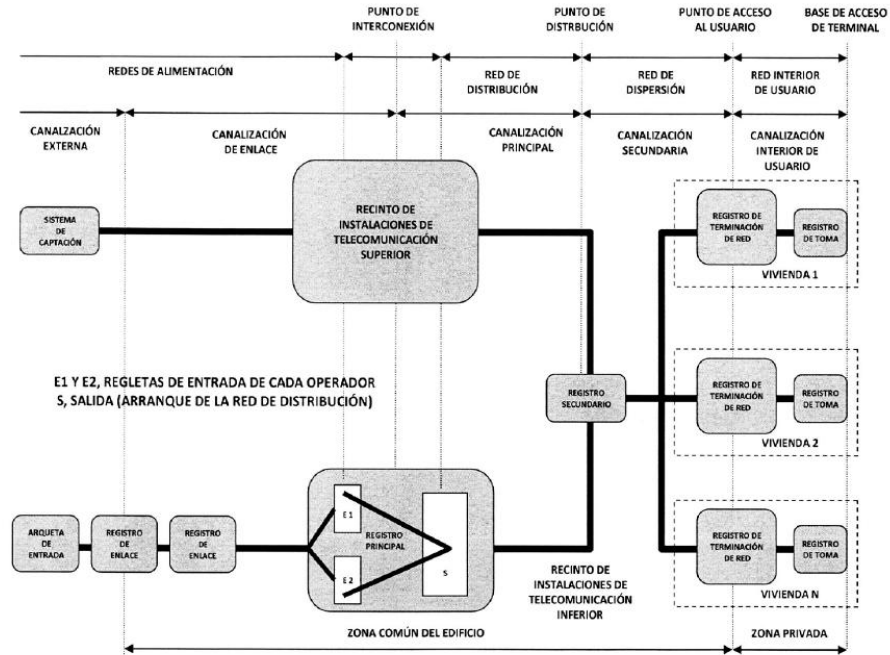 PUNTO DE
INTERCONEXIÓN
PUNTO DE
DISTRBUCIÓN
PUNTO DE ACCESO
AL USUARIO
BASE DE ACCESO
DE TERMINAL
REDES DE ALIMENTACIÓN
RED DE
DISTRIBUCIÓN
RED DE
DISPERSIÓN
RED INTERIOR
DE USUARIO
CANALZACIÓN
EXTERNA
CANALIZACIÓN
DE ENLACE
CANALIZACIÓN
PRINCIPAL
CANALIZACIÓN
SECUNDARIA
CANALIZACIÓN
INTERIOR DE
USUARIO
SISTEMA
DE
CAPTACIÓN
RECINTO DE
INSTALACIONES DE
TELECOMUNICACIÓN
SUPERIOR
REGISTRO DE
TERMINACIÓN
DE RED
REGISTRO
DE TOMA
VIVIENDA 1
E1 Y E2, REGLETAS DE ENTRADA DE CADA OPERADOR
S, SALIDA (ARRANQUE DE LA RED DE DISTRIBUCIÓN)
REGISTRO
SECUNDARIO
REGISTRO DE
TERMINACIÓN
DE RED
REGISTRO
DE TOMA
VIVIENDA 2
ARQUETA
DE
ENTRADA
REGISTRO
DE
ENLACE
REGISTRO
DE
ENLACE
E 1
REGISTRO
PRINCIPAL
E 2
S
RECINTO DE
INSTALACIONES DE
TELECOMUNICACIÓN
INFERIOR
REGISTRO DE
TERMINACIÓN
DE RED
REGISTRO
DE TOMA
VIVIENDA N
ZONA COMÚN DEL EDIFICIO
ZONA PRIVADA